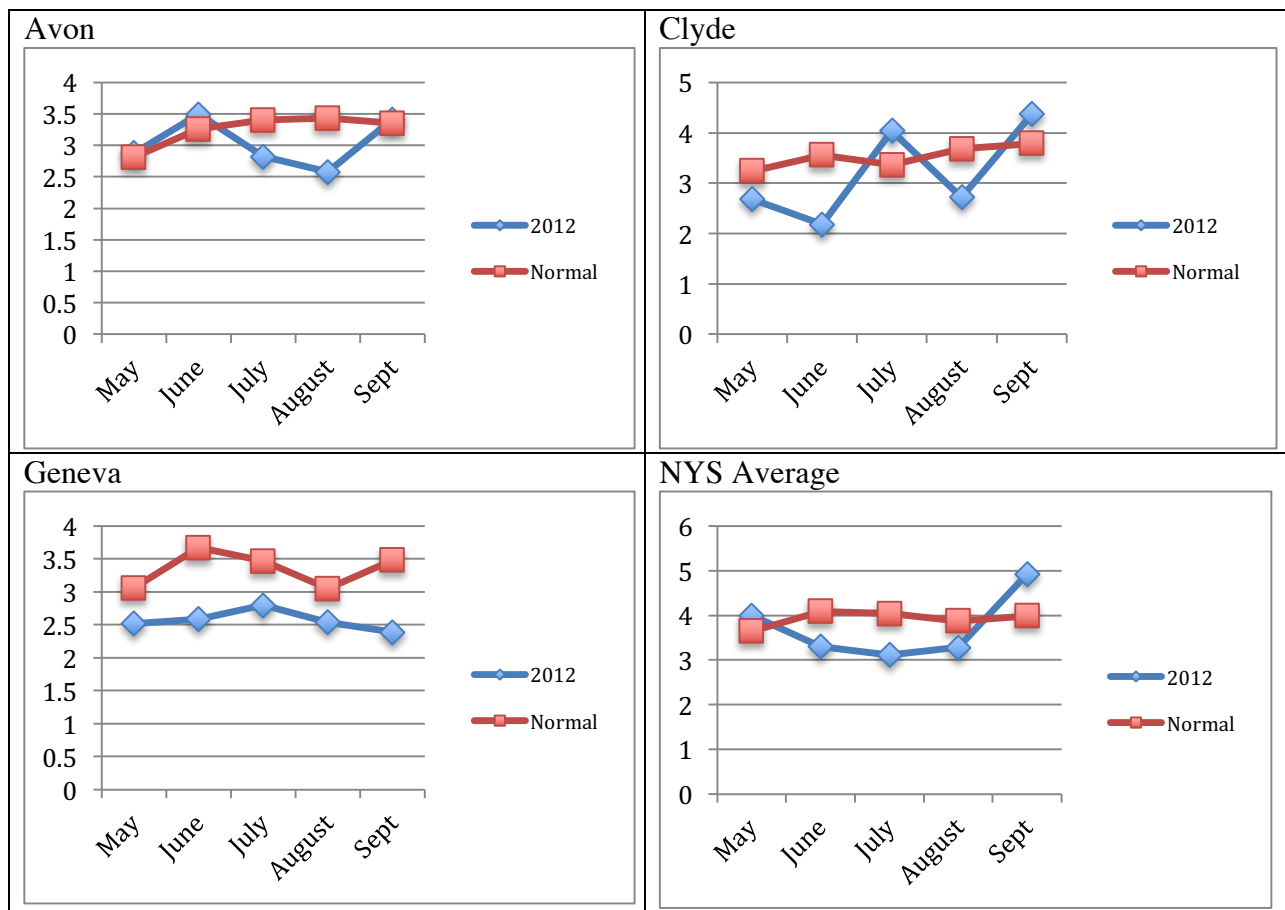 Avon
4
3.5
3
2.5
2
1.5
1
0.5
0
May
June
July
August
Sept
2012
Normal
Clyde
5
4
3
2
1
0
May
June
July
August
Sept
2012
Normal
Geneva
4
3.5
3
2.5
2
1.5
1
0.5
0
May
June
July
August
Sept
2012
Normal
NYS Average
6
5
4
3
2
1
0
May
June
July
August
Sept
2012
Normal